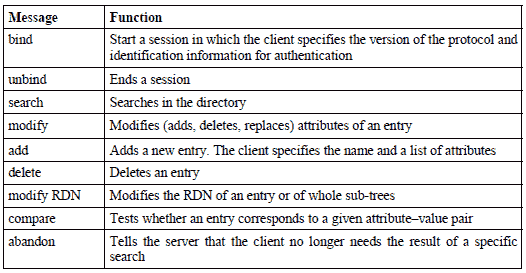 Message Function
bind Start a session in which the client specifies the version of the protocol and
identification information for authentication
unbind Ends a session
search Searches in the directory
modify Modifies (adds, deletes, replaces) attributes of an entry
add Adds a new entry. The client specifies the name and a list of attributes
delete Deletes an entry
modify RDN Modifies the RDN of an entry or of whole sub-trees
compare Tests whether an entry corresponds to a given attribute–value pair
abandon Tells the server that the client no longer needs the result of a specific
search